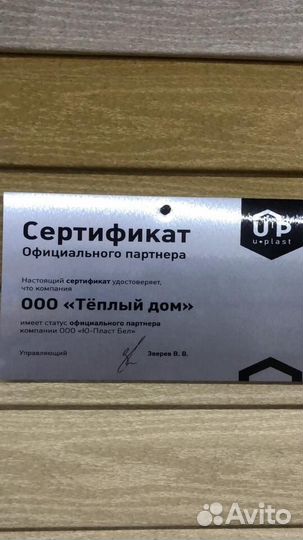 UP
u+plast
Сертификат
Официального партнера
Настоящий сертификат удостоверяет,
что компания
ООО «Тёплый дом»
имеет статус официального партнера
компании ООО «Ю-Пласт Бел»
Управляющий Зверев В. В.
Avito